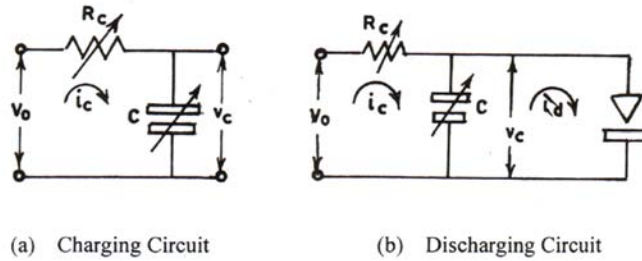 Rc
Vo
ic
C
vc
(a) Charging Circuit
Rc
Vo
ic
C
vc
id
(b) Discharging Circuit